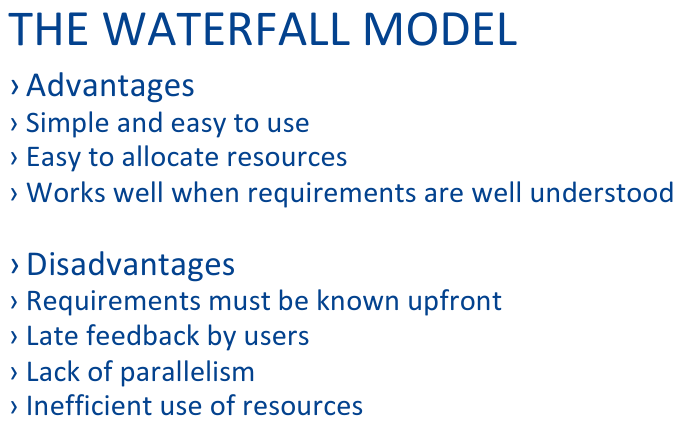 THE WATERFALL MODEL
› Advantages
› Simple and easy to use
› Easy to allocate resources
› Works well when requirements are well understood
› Disadvantages
› Requirements must be known upfront
› Late feedback by users
› Lack of parallelism
› Inefficient use of resources